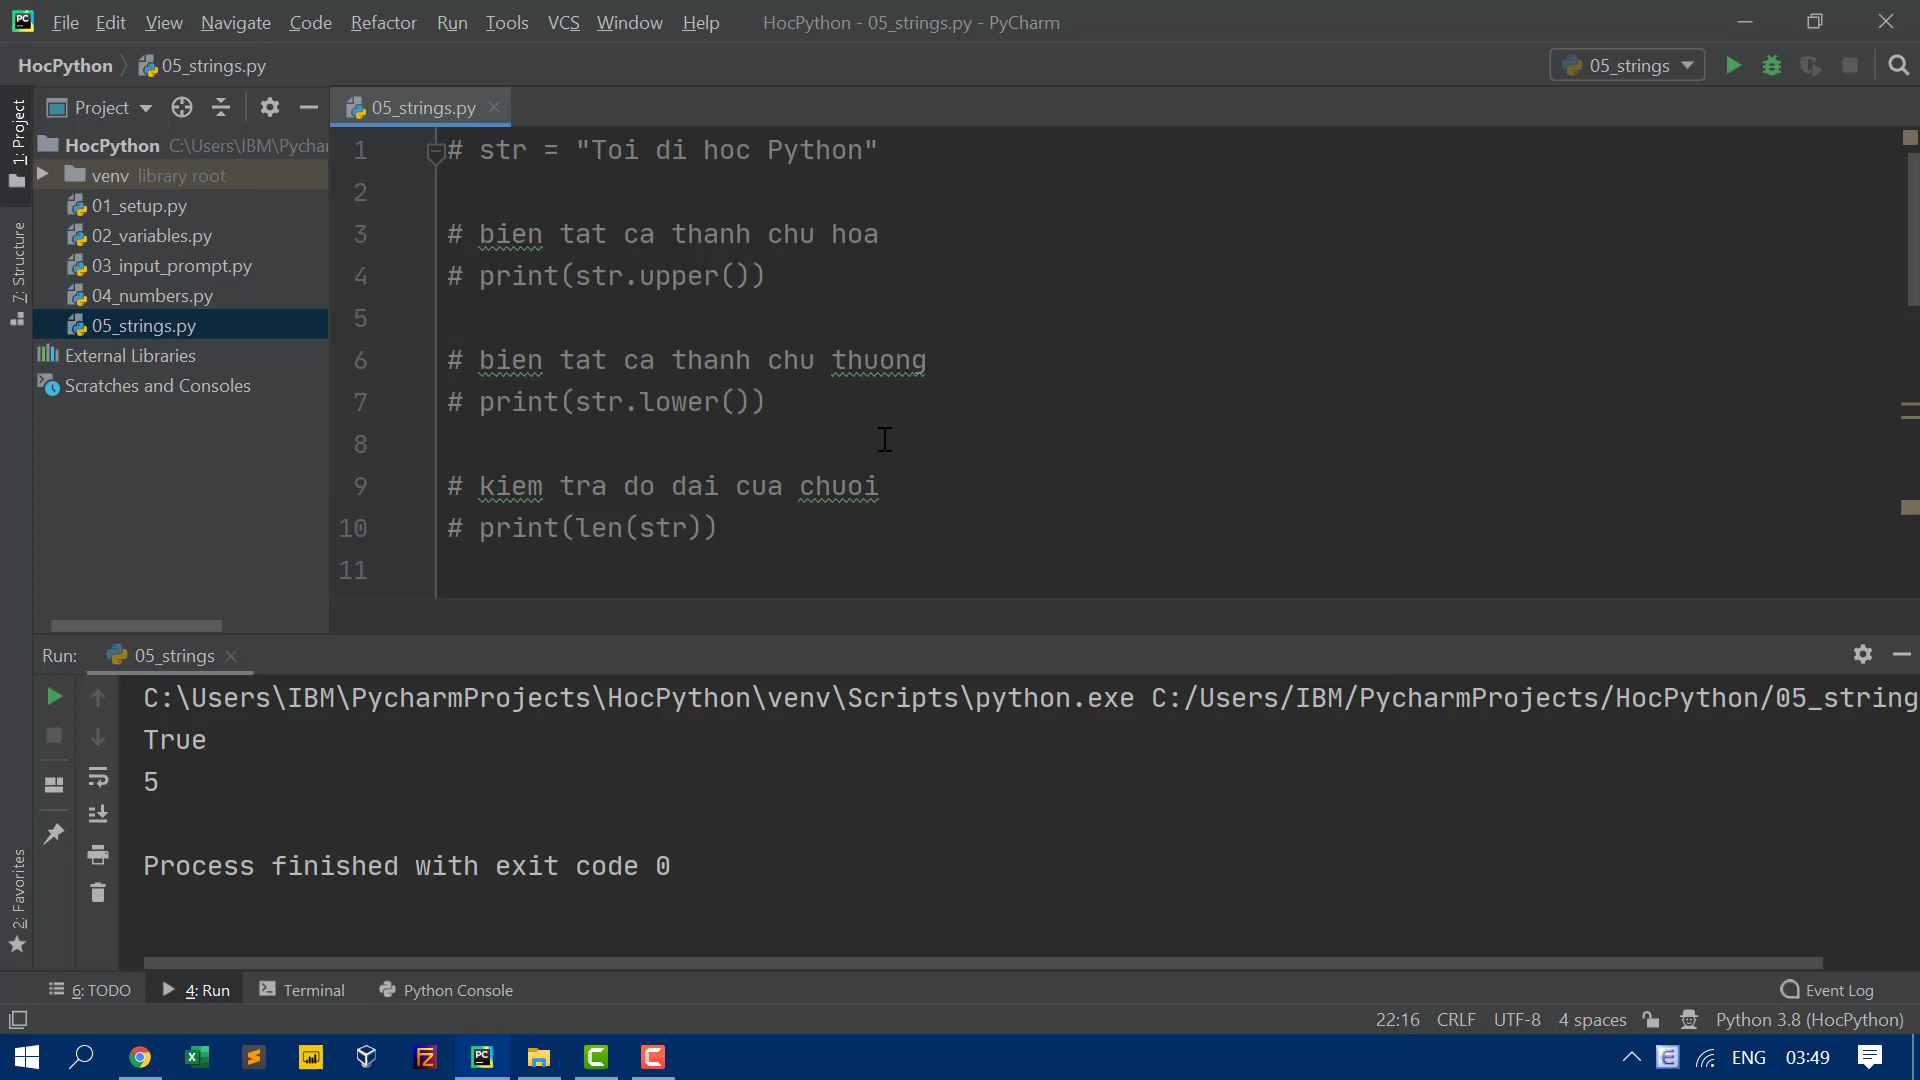 File Edit View Navigate Code Refactor Run Tools VCS Window Help HocPython - 05_strings.py - PyCharm
HocPython 05_strings.py 05_strings
1: Project
7: Structure
2: Favorites
Project
HocPython C:\Users\IBM\Pychar
venv library root
01_setup.py
02_variables.py
03_input_prompt.py
04_numbers.py
05_strings.py
External Libraries
Scratches and Consoles
05_strings.py
1 # str = "Toi di hoc Python"
2
3 # bien tat ca thanh chu hoa
4 # print(str.upper())
5
6 # bien tat ca thanh chu thuong
7 # print(str.lower())
8
9 # kiem tra do dai cua chuoi
10 # print(len(str))
11
Run: 05_strings
C:\Users\IBM\PycharmProjects\HocPython\venv\Scripts\python.exe C:/Users/IBM/PycharmProjects/HocPython/05_string
True
5
Process finished with exit code 0
6: TODO 4: Run Terminal Python Console Event Log
22:16 CRLF UTF-8 4 spaces Python 3.8 (HocPython)
ENG 03:49